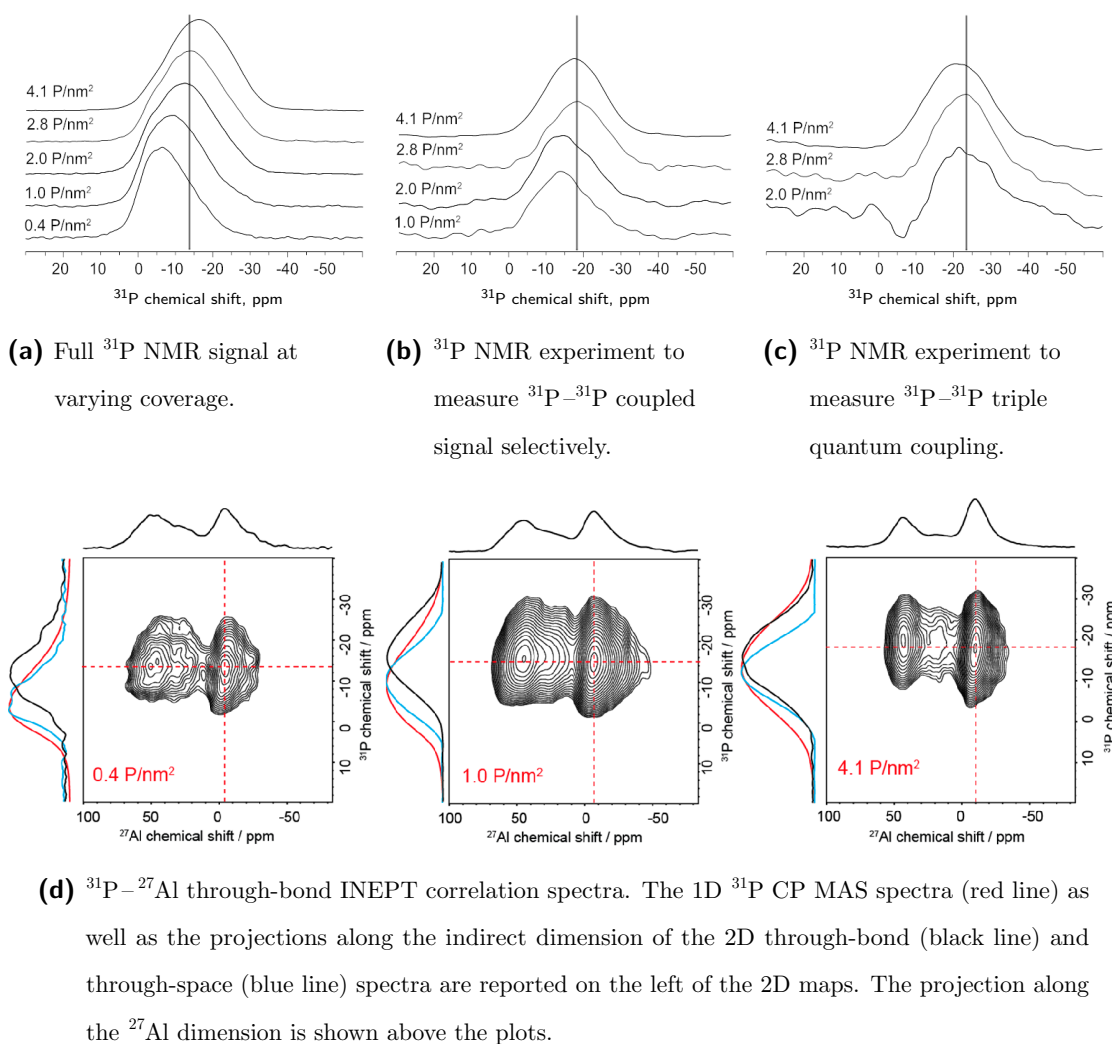 4.1 P/nm²
2.8 P/nm²
2.0 P/nm²
1.0 P/nm²
0.4 P/nm²
20 10 0 -10 -20 -30 -40 -50
³¹P chemical shift, ppm
4.1 P/nm²
2.8 P/nm²
2.0 P/nm²
1.0 P/nm²
20 10 0 -10 -20 -30 -40 -50
³¹P chemical shift, ppm
4.1 P/nm²
2.8 P/nm²
2.0 P/nm²
20 10 0 -10 -20 -30 -40 -50
³¹P chemical shift, ppm
(a) Full ³¹P NMR signal at
varying coverage.
(b) ³¹P NMR experiment to
measure ³¹P–³¹P coupled
signal selectively.
(c) ³¹P NMR experiment to
measure ³¹P–³¹P triple
quantum coupling.
0.4 P/nm²
100 50 0 -50
²⁷Al chemical shift / ppm
-30 -20 -10 0 10
³¹P chemical shift / ppm
1.0 P/nm²
100 50 0 -50
²⁷Al chemical shift / ppm
-30 -20 -10 0 10
³¹P chemical shift / ppm
4.1 P/nm²
100 50 0 -50
²⁷Al chemical shift / ppm
-30 -20 -10 0 10
³¹P chemical shift / ppm
(d) ³¹P–²⁷Al through-bond INEPT correlation spectra. The 1D ³¹P CP MAS spectra (red line) as
well as the projections along the indirect dimension of the 2D through-bond (black line) and
through-space (blue line) spectra are reported on the left of the 2D maps. The projection along
the ²⁷Al dimension is shown above the plots.